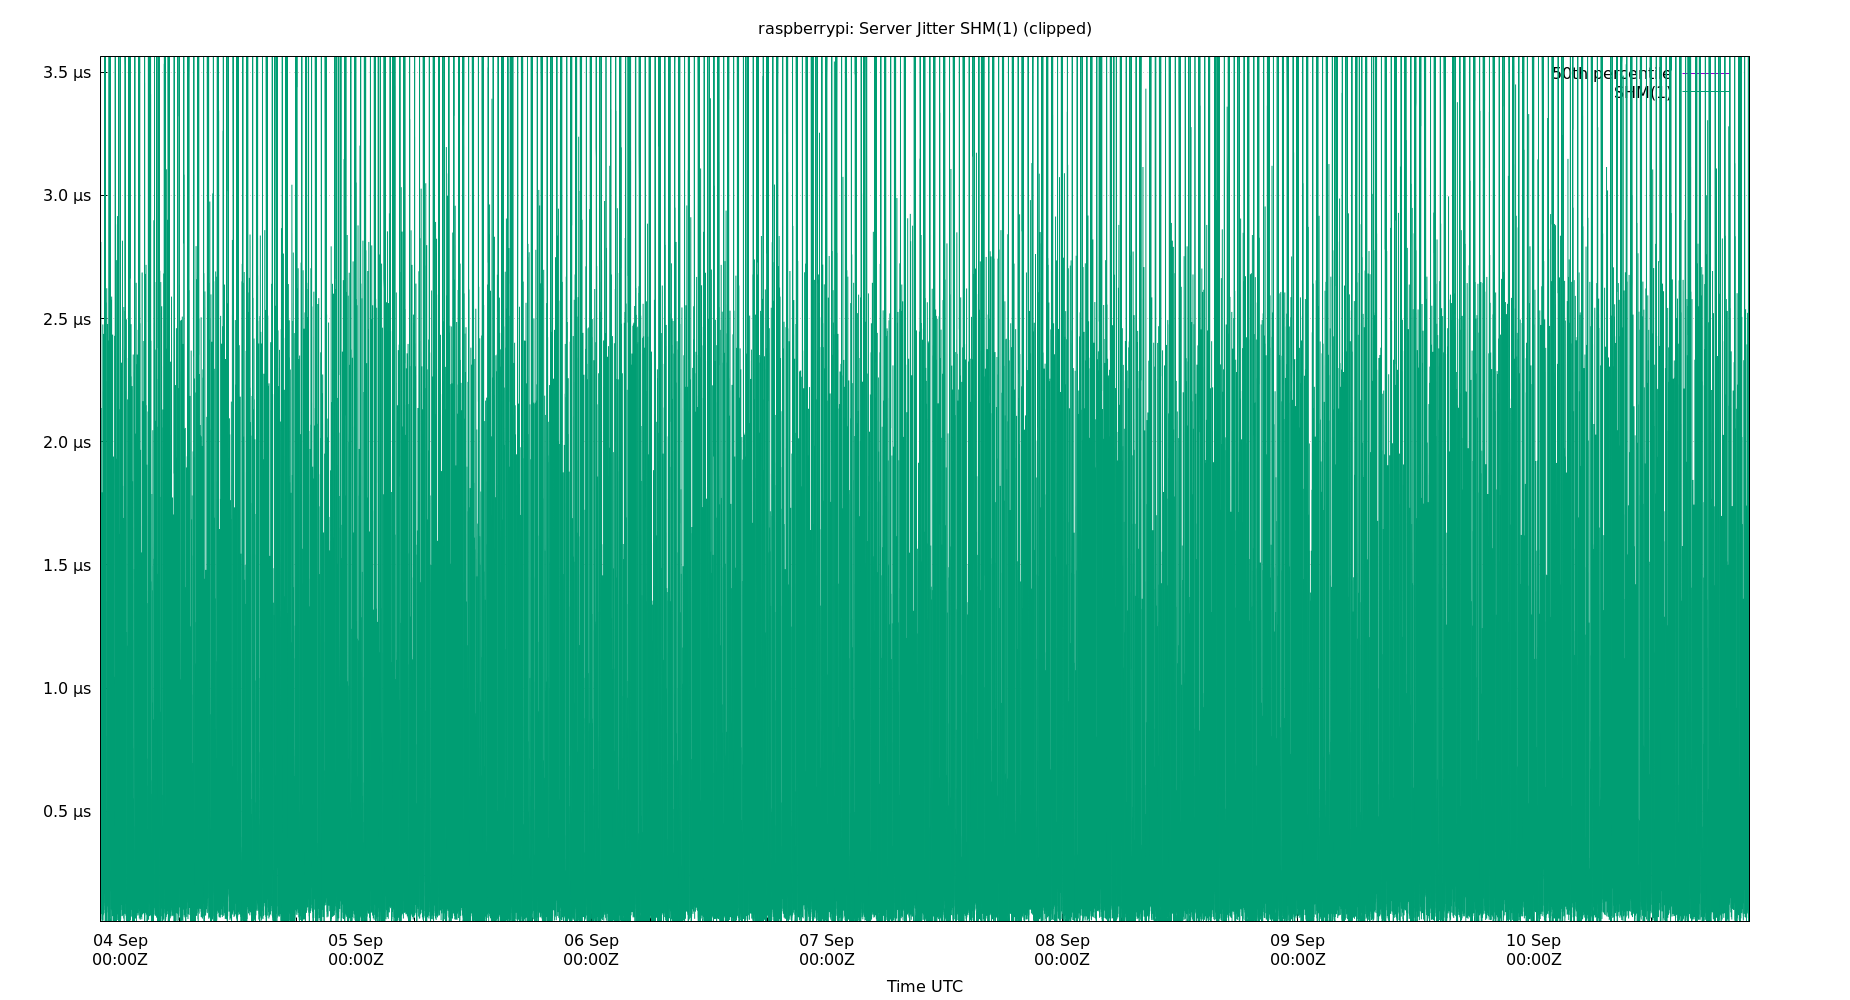 raspberrypi: Server Jitter SHM(1) (clipped)
3.5 µs
50th percentile
SHM(1)
3.0 µs
2.5 µs
2.0 µs
1.5 µs
1.0 µs
0.5 µs
04 Sep 05 Sep 06 Sep 07 Sep 08 Sep 09 Sep 10 Sep
00:00Z 00:00Z 00:00Z 00:00Z 00:00Z 00:00Z 00:00Z
Time UTC